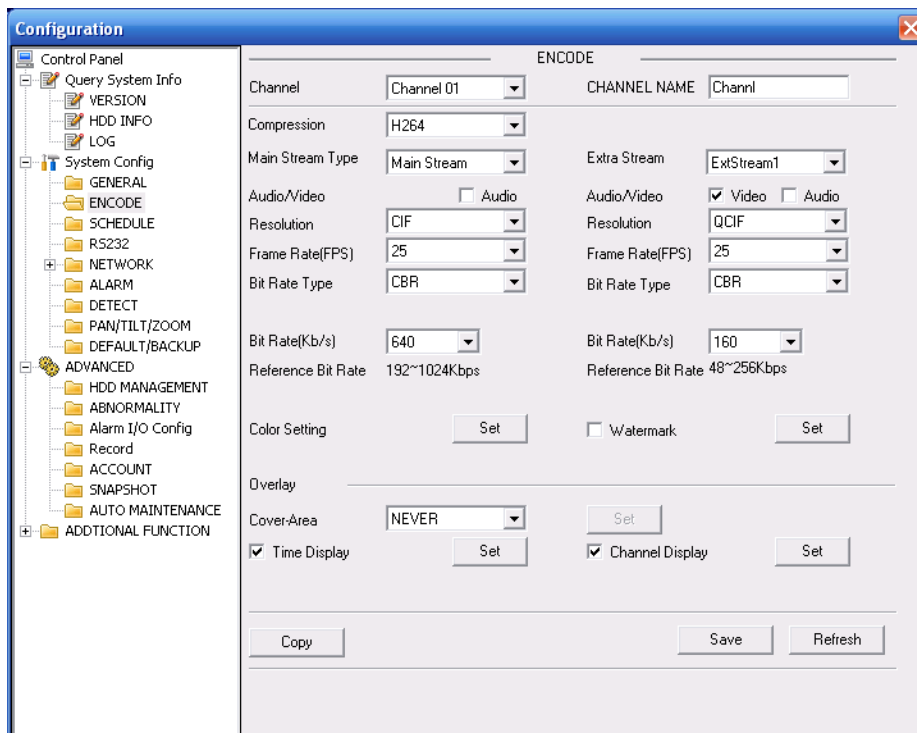 Configuration
Control Panel
Query System Info
VERSION
HDD INFO
LOG
System Config
GENERAL
ENCODE
SCHEDULE
RS232
NETWORK
ALARM
DETECT
PAN/TILT/ZOOM
DEFAULT/BACKUP
ADVANCED
HDD MANAGEMENT
ABNORMALITY
Alarm I/O Config
Record
ACCOUNT
SNAPSHOT
AUTO MAINTENANCE
ADDTIONAL FUNCTION
ENCODE
Channel Channel 01 CHANNEL NAME Channl
Compression H264
Main Stream Type Main Stream Extra Stream ExtStream1
Audio/Video Audio Audio/Video Video Audio
Resolution CIF Resolution QCIF
Frame Rate(FPS) 25 Frame Rate(FPS) 25
Bit Rate Type CBR Bit Rate Type CBR
Bit Rate(Kb/s) 640 Bit Rate(Kb/s) 160
Reference Bit Rate 192~1024Kbps Reference Bit Rate 48~256Kbps
Color Setting Set Watermark Set
Overlay
Cover-Area NEVER Set
Time Display Set Channel Display Set
Copy Save Refresh